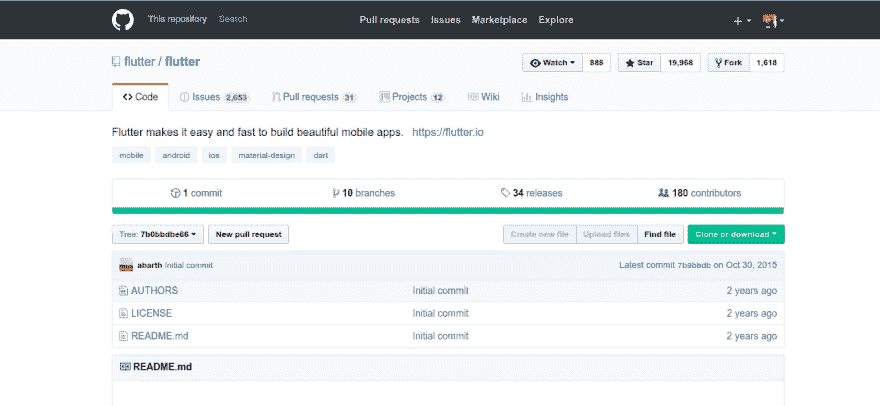 This repository Search Pull requests Issues Marketplace Explore
flutter / flutter Watch 888 Star 19,968 Fork 1,618
Code Issues 2,653 Pull requests 31 Projects 12 Wiki Insights
Flutter makes it easy and fast to build beautiful mobile apps. https://flutter.io
mobile android ios material-design dart
1 commit 10 branches 34 releases 180 contributors
Tree: 7b0bbdbe66 New pull request Create new file Upload files Find file Clone or download
abarth Initial commit Latest commit on Oct 30, 2015
AUTHORS Initial commit 2 years ago
LICENSE Initial commit 2 years ago
README.md Initial commit 2 years ago
README.md